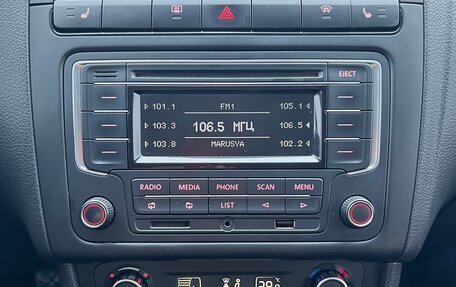 EJECT
101.1 FM1 105.1
103.3 106.5 МГЦ 106.5
103.8 MARUSYA 102.2
RADIO MEDIA PHONE SCAN MENU
LIST